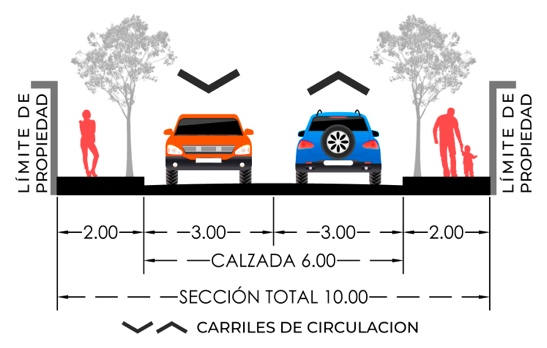 LÍMITE DE
PROPIEDAD
LÍMITE DE
PROPIEDAD
2.00
3.00
3.00
2.00
CALZADA 6.00
SECCIÓN TOTAL 10.00
CARRILES DE CIRCULACION